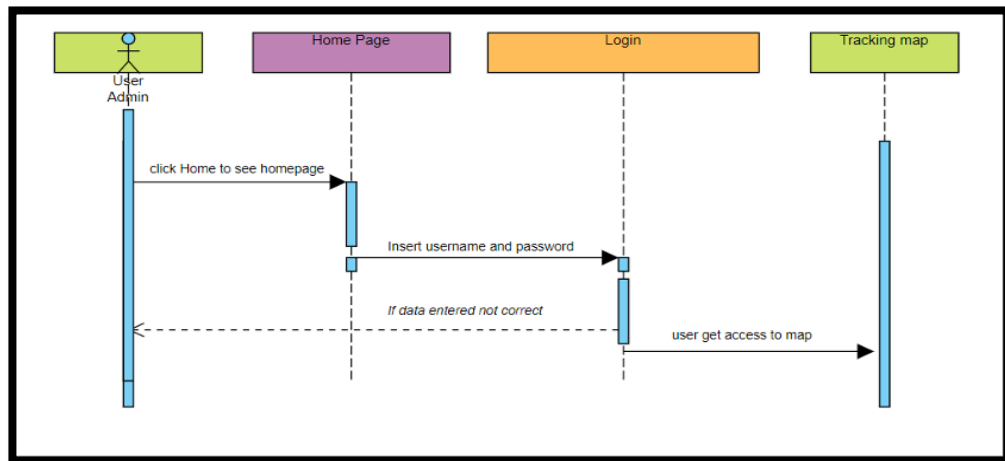 Home Page
Login
Tracking map
User
Admin
click Home to see homepage
Insert username and password
If data entered not correct
user get access to map